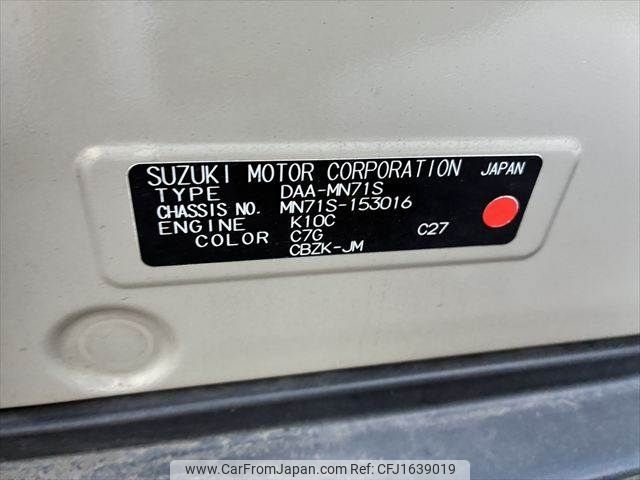 SUZUKI MOTOR CORPORATION JAPAN
TYPE DAA-MN71S
CHASSIS NO. MN71S-153016
ENGINE K10C
COLOR C7G C27
CBZK-JM
www.CarFromJapan.com | Ref-No: CFJ1639019